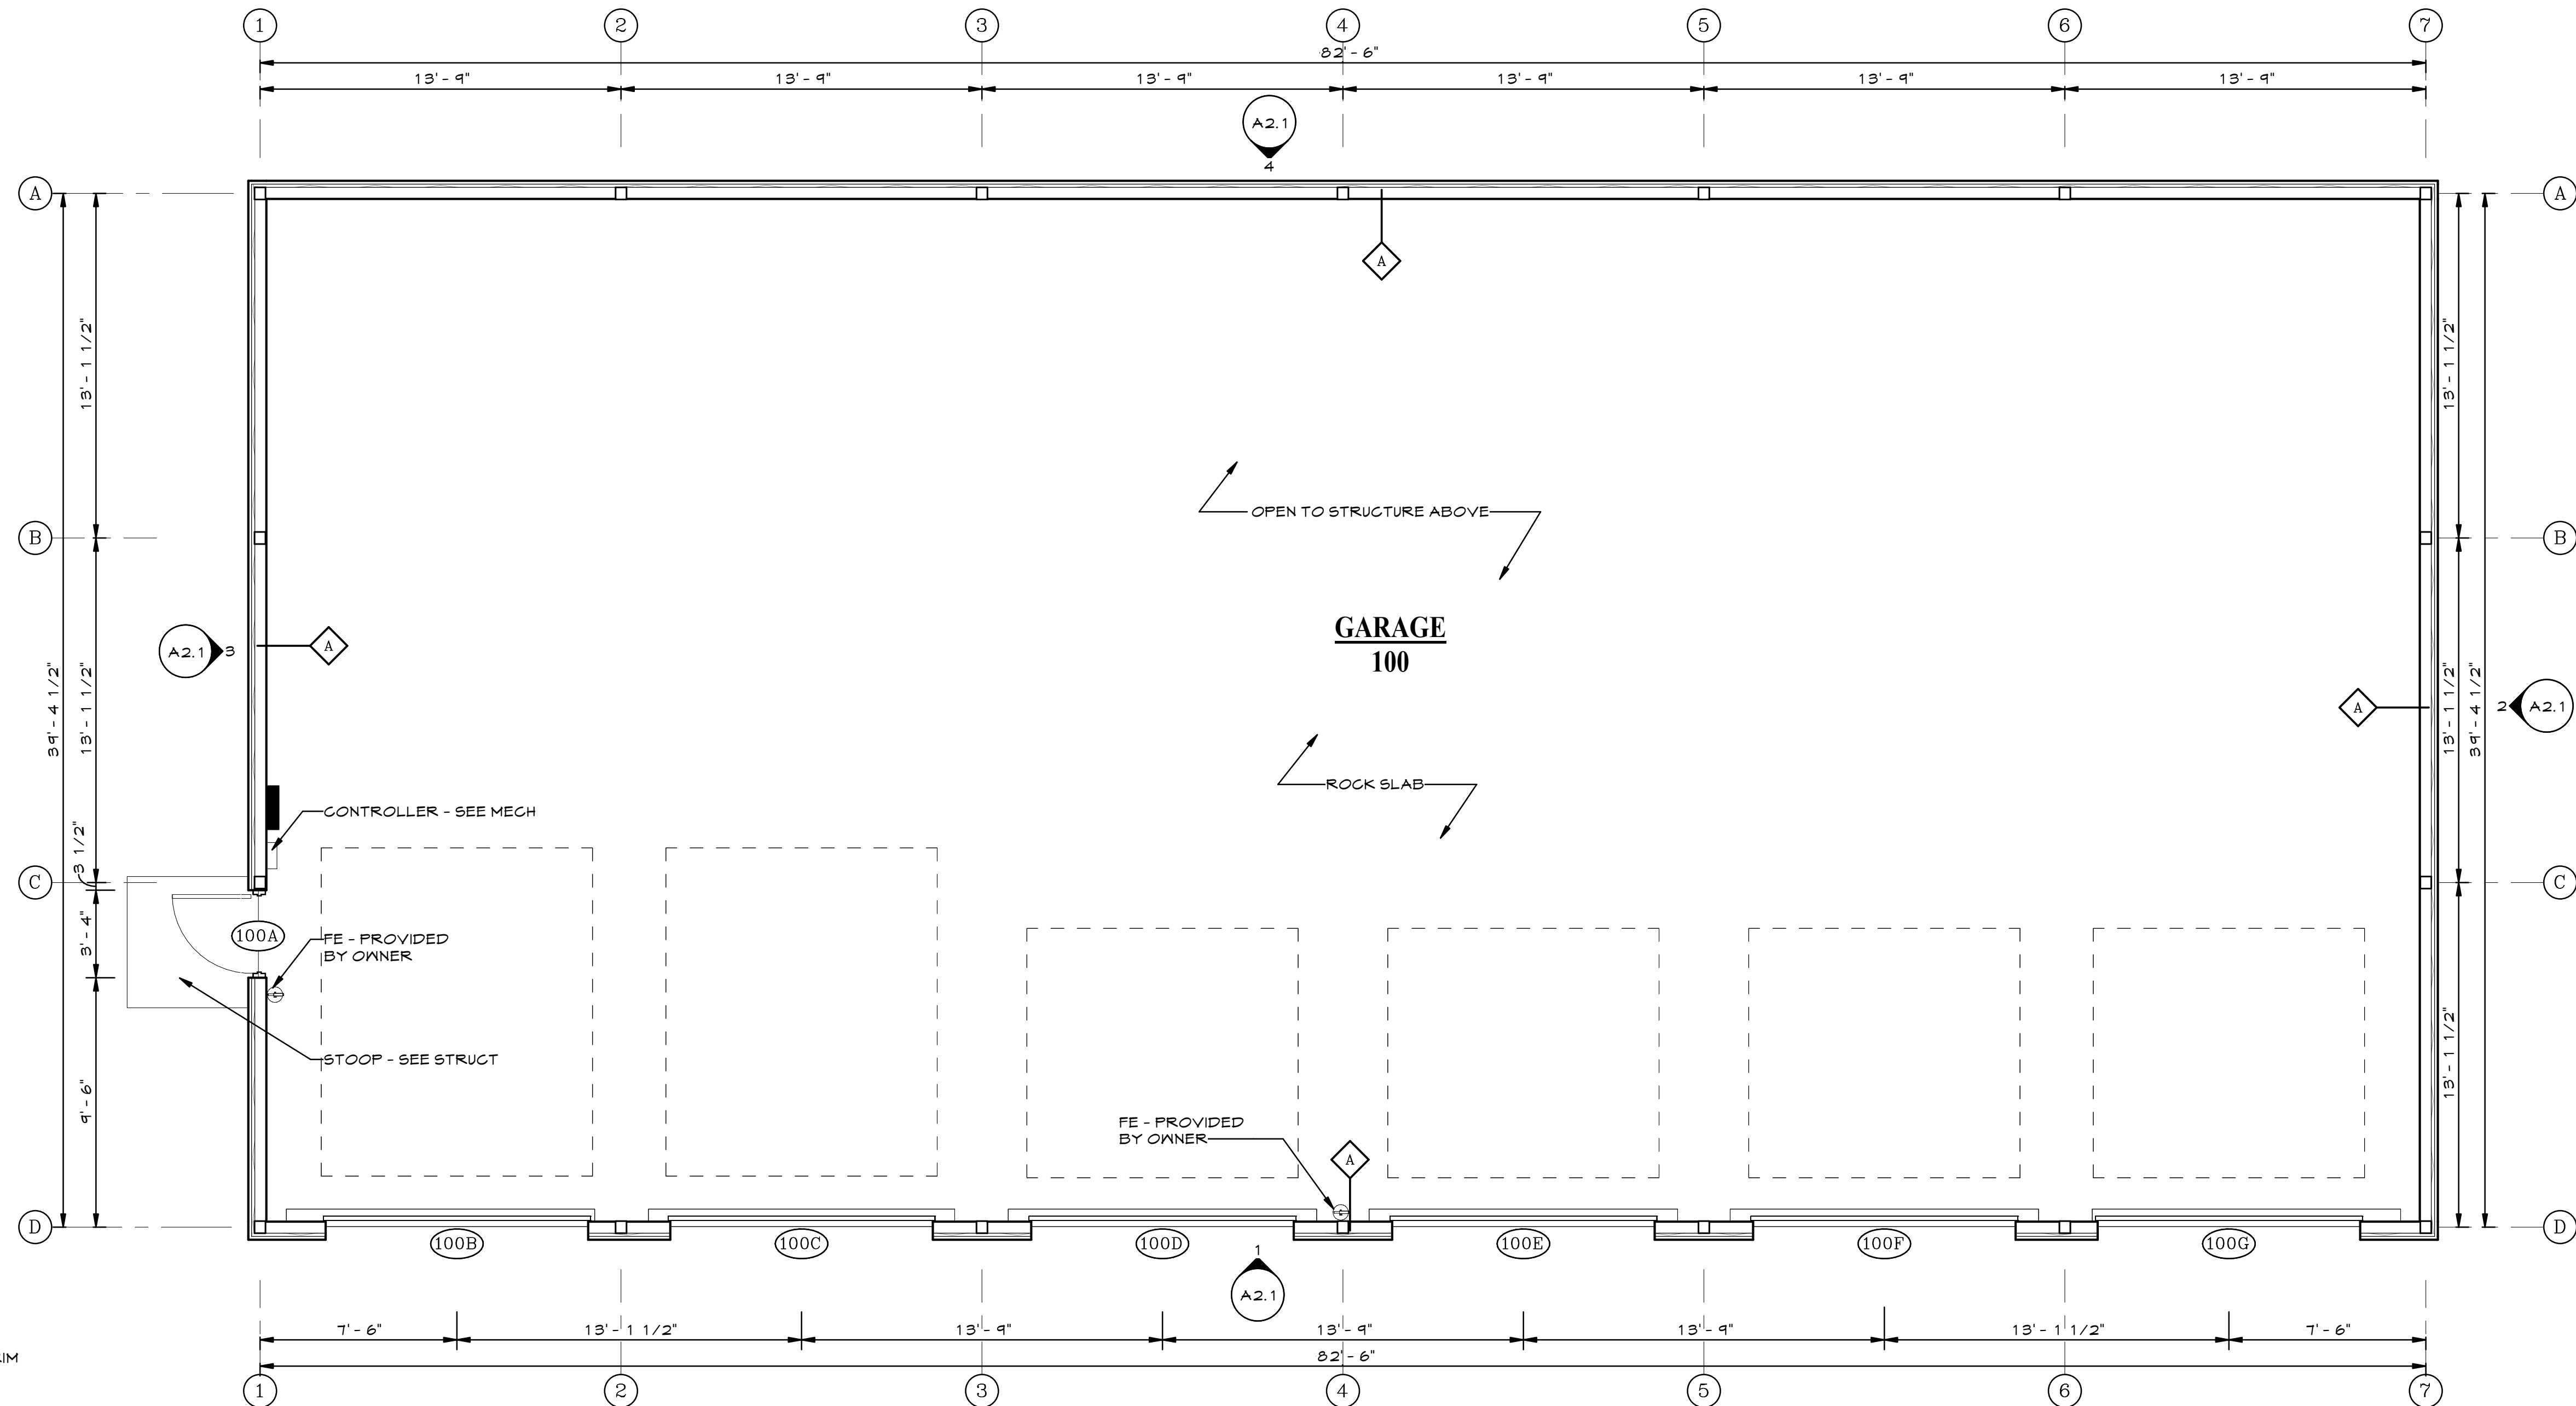 1 2 3 4 5 6 7
82'- 6"
13'- 9" 13'- 9" 13'- 9" 13'- 9" 13'- 9" 13'- 9"
A2.1
4
A A
A
13'- 1 1/2" 13'- 1 1/2"
OPEN TO STRUCTURE ABOVE
B B
GARAGE
100
A2.1 3 A
39'- 4 1/2" 13'- 1 1/2" 13'- 1 1/2" 39'- 4 1/2"
A 2 A2.1
ROCK SLAB
CONTROLLER - SEE MECH
3 1/2"
C C
3'- 4" 100A
FE - PROVIDED
BY OWNER
STOOP - SEE STRUCT
9'- 6" 13'- 1 1/2"
FE - PROVIDED
BY OWNER
A
D D
100B 100C 100D 100E 100F 100G
1
A2.1
7'- 6" 13'- 1 1/2" 13'- 9" 13'- 9" 13'- 9" 13'- 1 1/2" 7'- 6"
82'- 6"
1 2 3 4 5 6 7